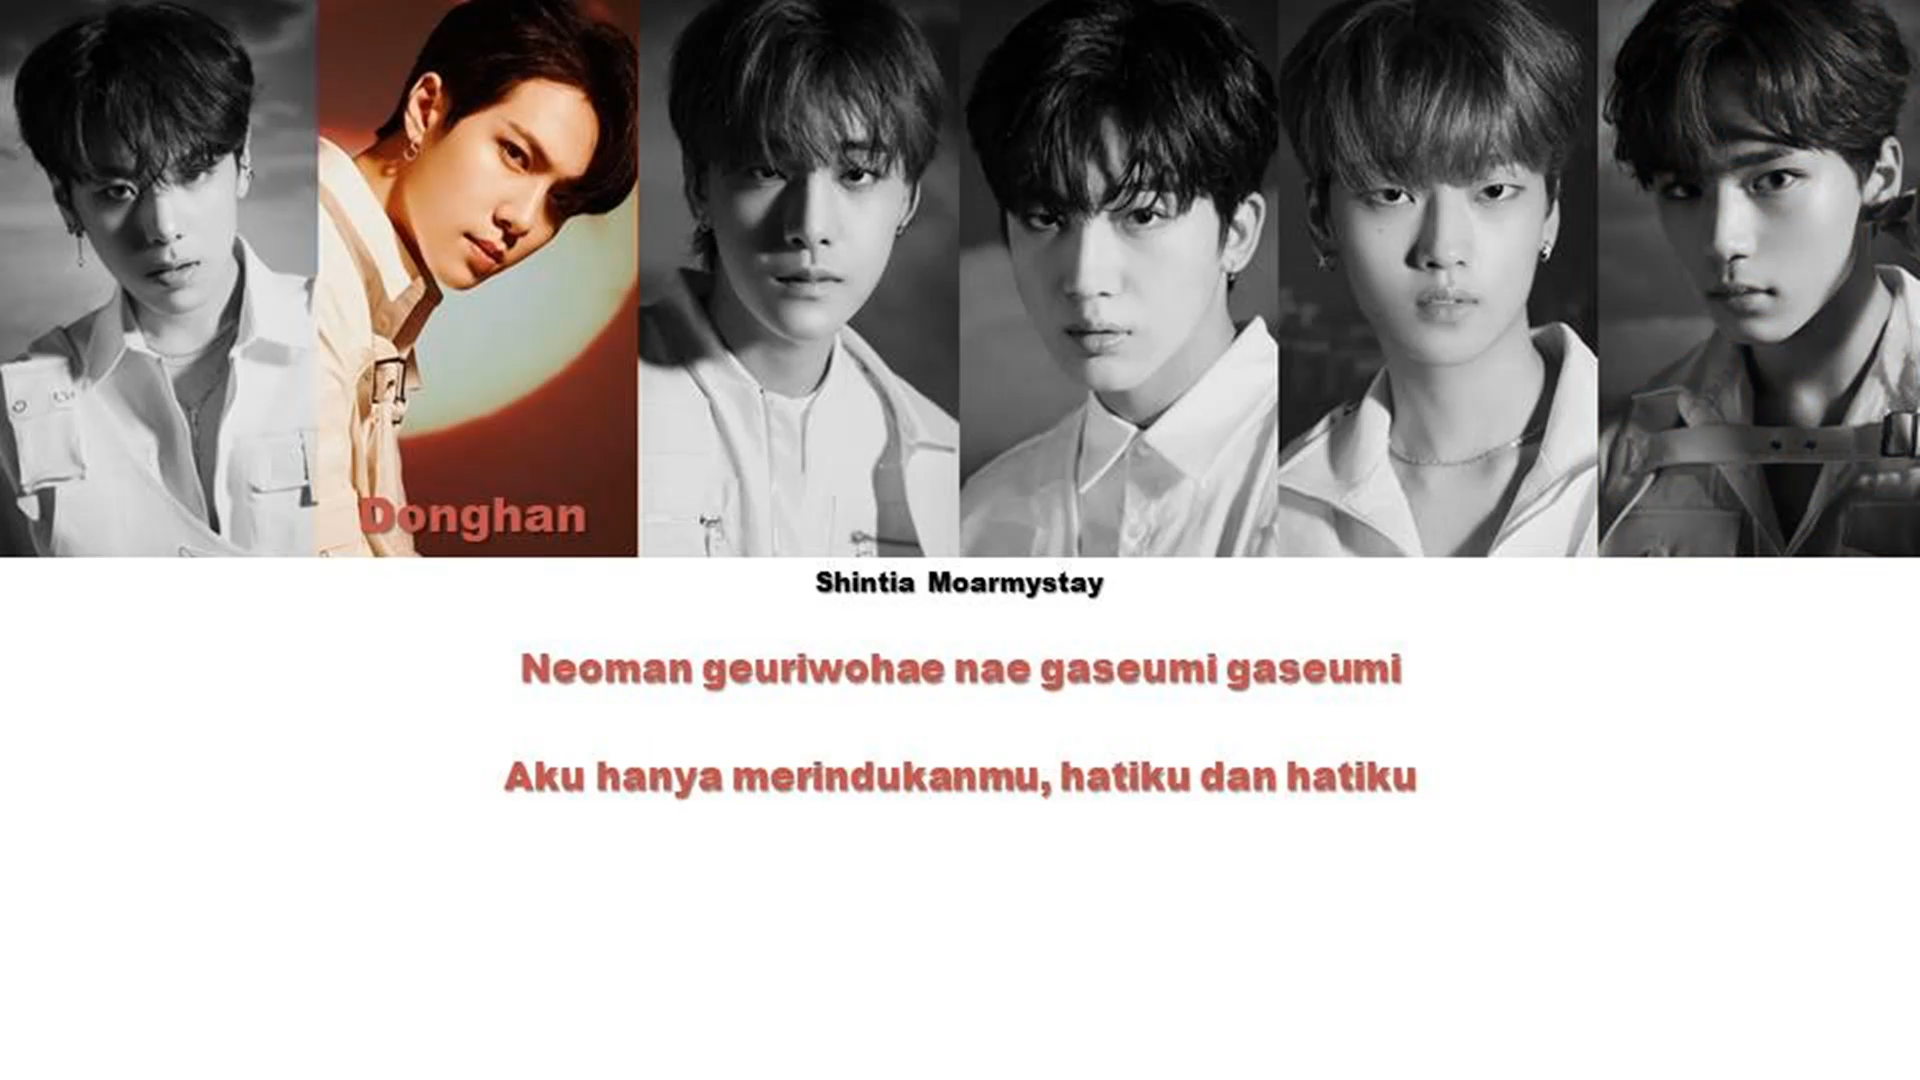 Donghan
Shintia Moarmystay
Neoman geuriwohae nae gaseumi gaseumi
Aku hanya merindukanmu, hatiku dan hatiku